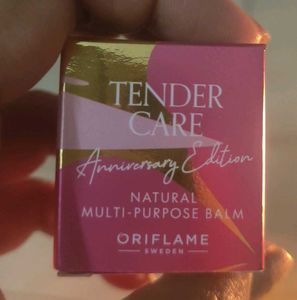 TENDER
CARE
Anniversary Edition
NATURAL
MULTI-PURPOSE BALM
ORIFLAME
SWEDEN